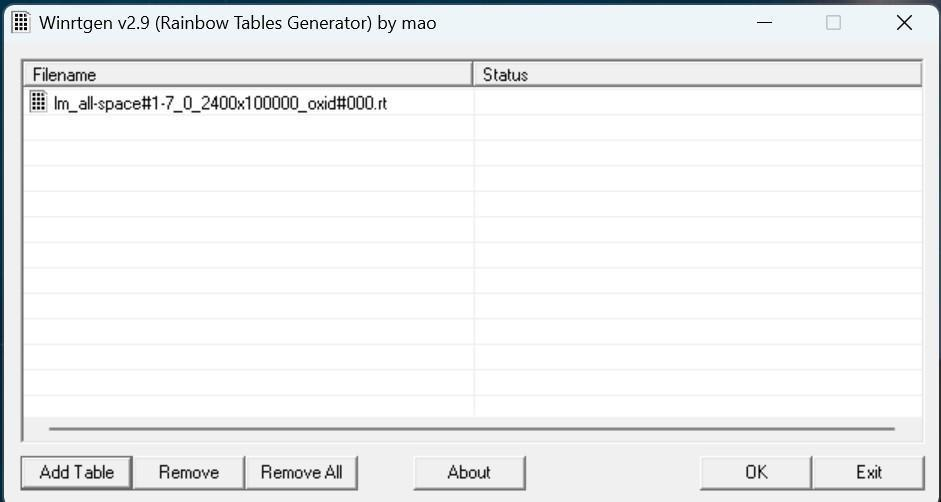 Winrtgen v2.9 (Rainbow Tables Generator) by mao
Filename Status
lm_all-space#1-7_0_2400x100000_oxid#000.rt
Add Table Remove Remove All About OK Exit